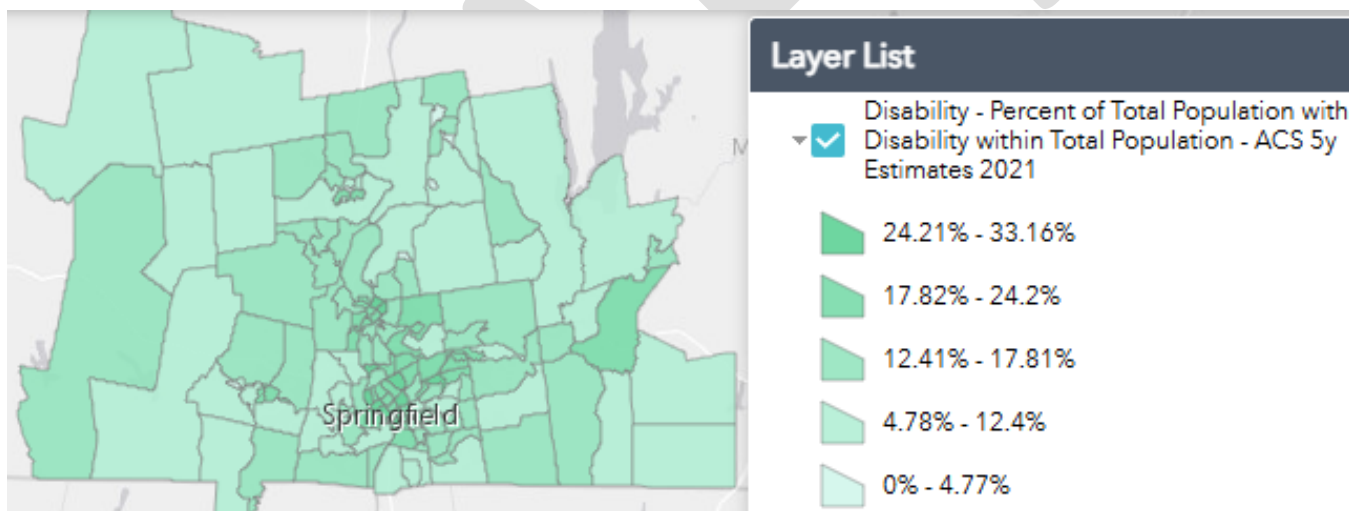 Layer List
Disability - Percent of Total Population with
Disability within Total Population - ACS 5y
Estimates 2021
24.21% - 33.16%
17.82% - 24.2%
12.41% - 17.81%
4.78% - 12.4%
0% - 4.77%
Springfield
M